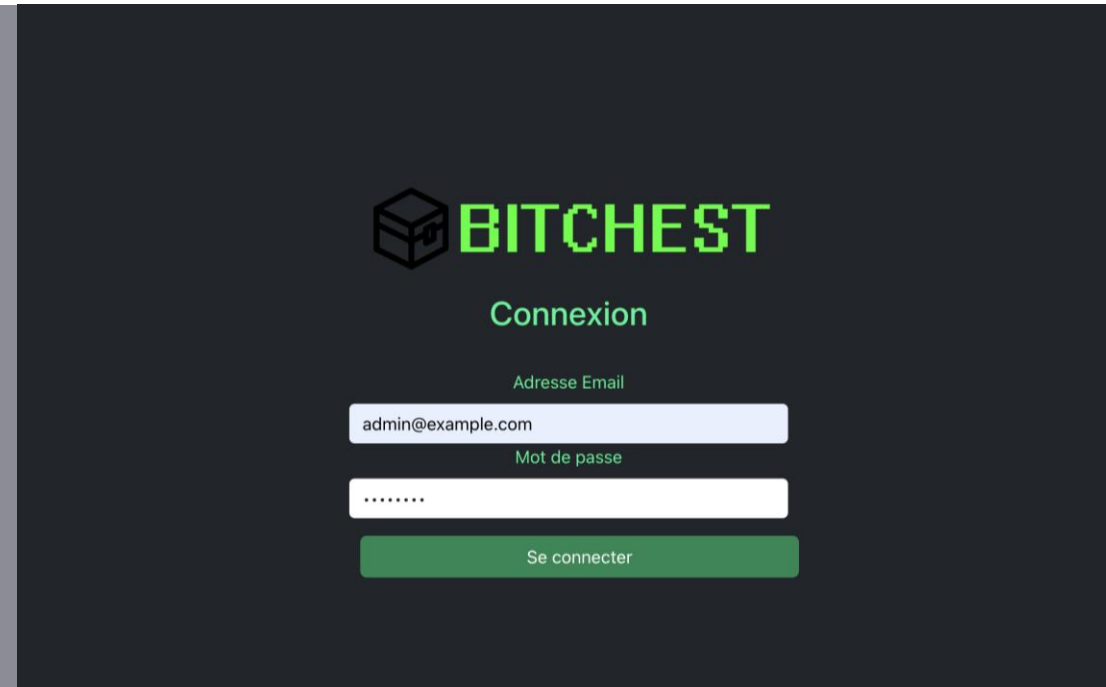 BITCHEST
Connexion
Adresse Email
admin@example.com
Mot de passe
••••••••
Se connecter